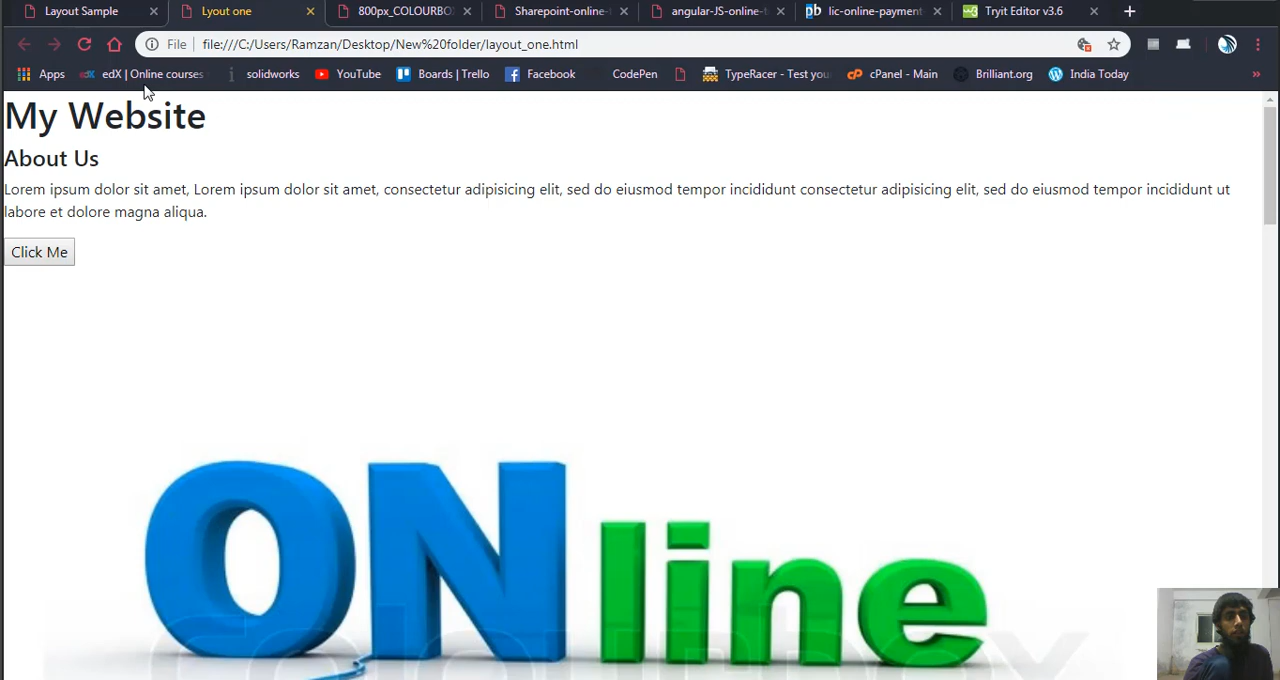 Layout Sample
Lyout one
800px_COLOURBO
Sharepoint-online-
angular-JS-online-t
lic-online-payment
Tryit Editor v3.6
File
file:///C:/Users/Ramzan/Desktop/New%20folder/layout_one.html
Apps
edX | Online courses
solidworks
YouTube
Boards | Trello
Facebook
CodePen
TypeRacer - Test you
cPanel - Main
Brilliant.org
India Today
»
My Website
About Us
Lorem ipsum dolor sit amet, Lorem ipsum dolor sit amet, consectetur adipisicing elit, sed do eiusmod tempor incididunt consectetur adipisicing elit, sed do eiusmod tempor incididunt ut
labore et dolore magna aliqua.
Click Me
ONline
colourbox